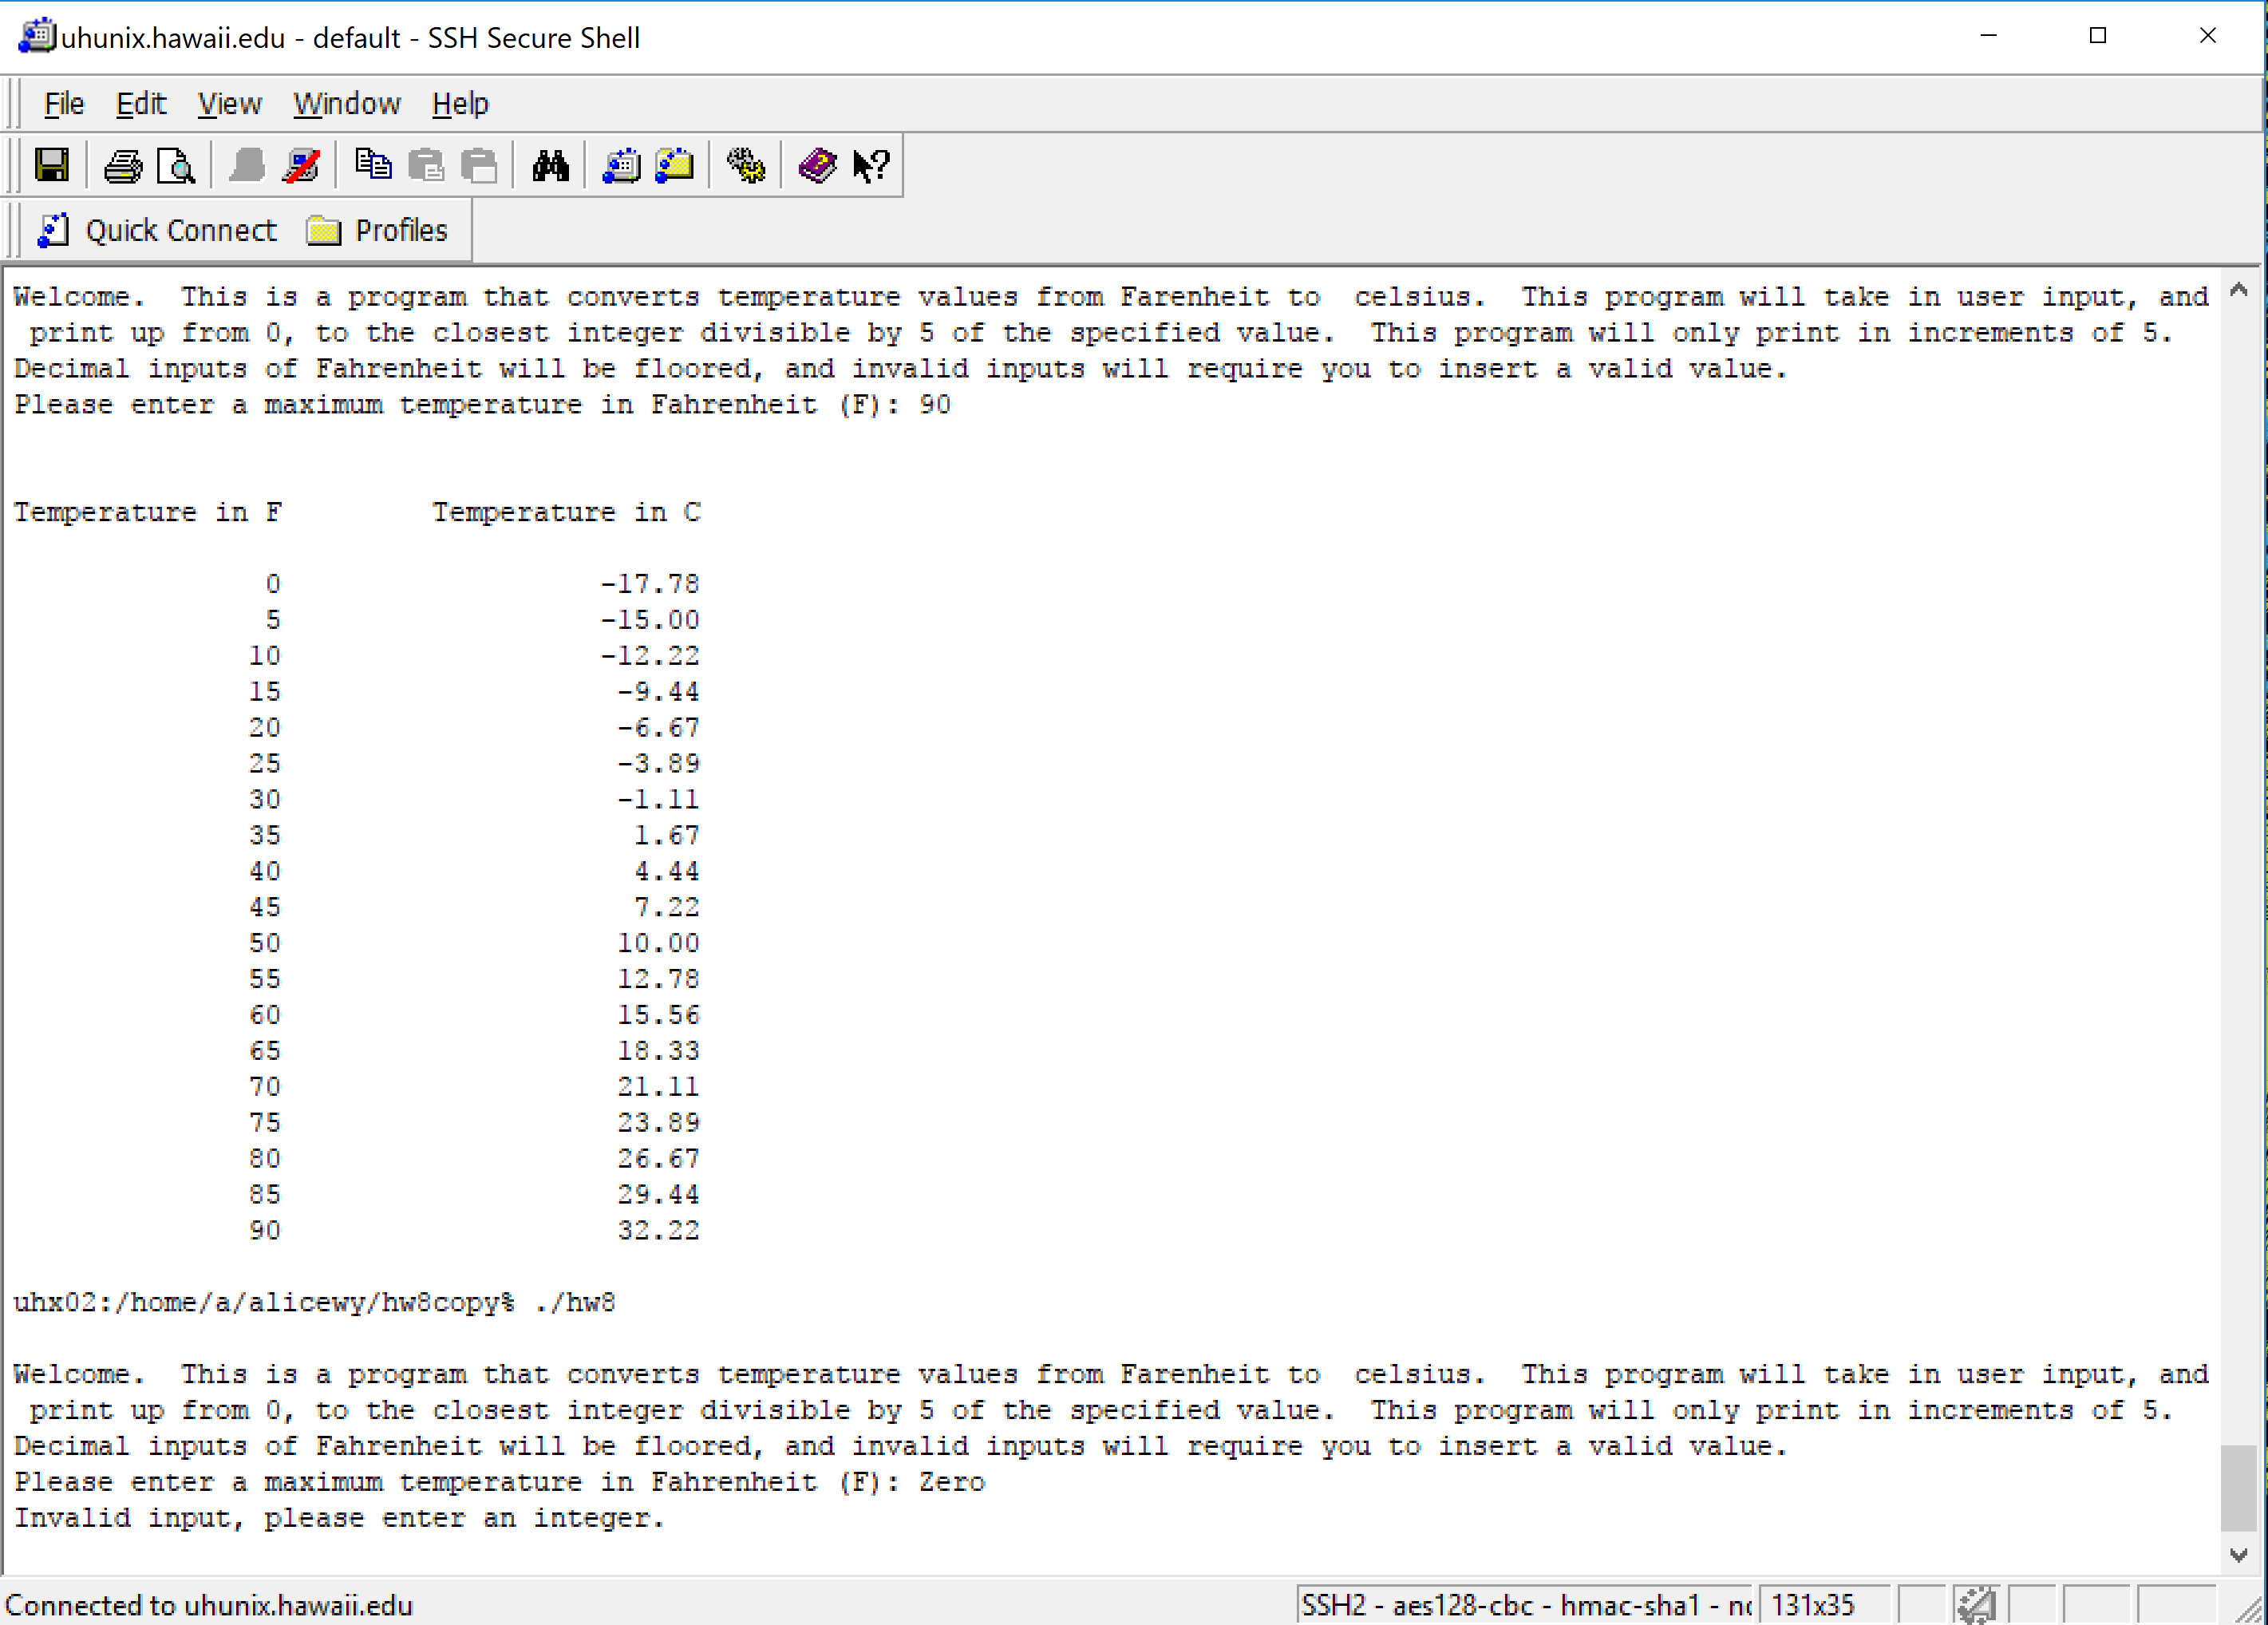 uhunix.hawaii.edu - default - SSH Secure Shell
File Edit View Window Help
Quick Connect Profiles
Welcome.  This is a program that converts temperature values from Farenheit to  celsius.  This program will take in user input, and
 print up from 0, to the closest integer divisible by 5 of the specified value.  This program will only print in increments of 5.
Decimal inputs of Fahrenheit will be floored, and invalid inputs will require you to insert a valid value.
Please enter a maximum temperature in Fahrenheit (F): 90
Temperature in F         Temperature in C
0 -17.78
5 -15.00
10 -12.22
15 -9.44
20 -6.67
25 -3.89
30 -1.11
35 1.67
40 4.44
45 7.22
50 10.00
55 12.78
60 15.56
65 18.33
70 21.11
75 23.89
80 26.67
85 29.44
90 32.22
uhx02:/home/a/alicewy/hw8copy% ./hw8
Welcome.  This is a program that converts temperature values from Farenheit to  celsius.  This program will take in user input, and
 print up from 0, to the closest integer divisible by 5 of the specified value.  This program will only print in increments of 5.
Decimal inputs of Fahrenheit will be floored, and invalid inputs will require you to insert a valid value.
Please enter a maximum temperature in Fahrenheit (F): Zero
Invalid input, please enter an integer.
Connected to uhunix.hawaii.edu SSH2 - aes128-cbc - hmac-sha1 - 131x35